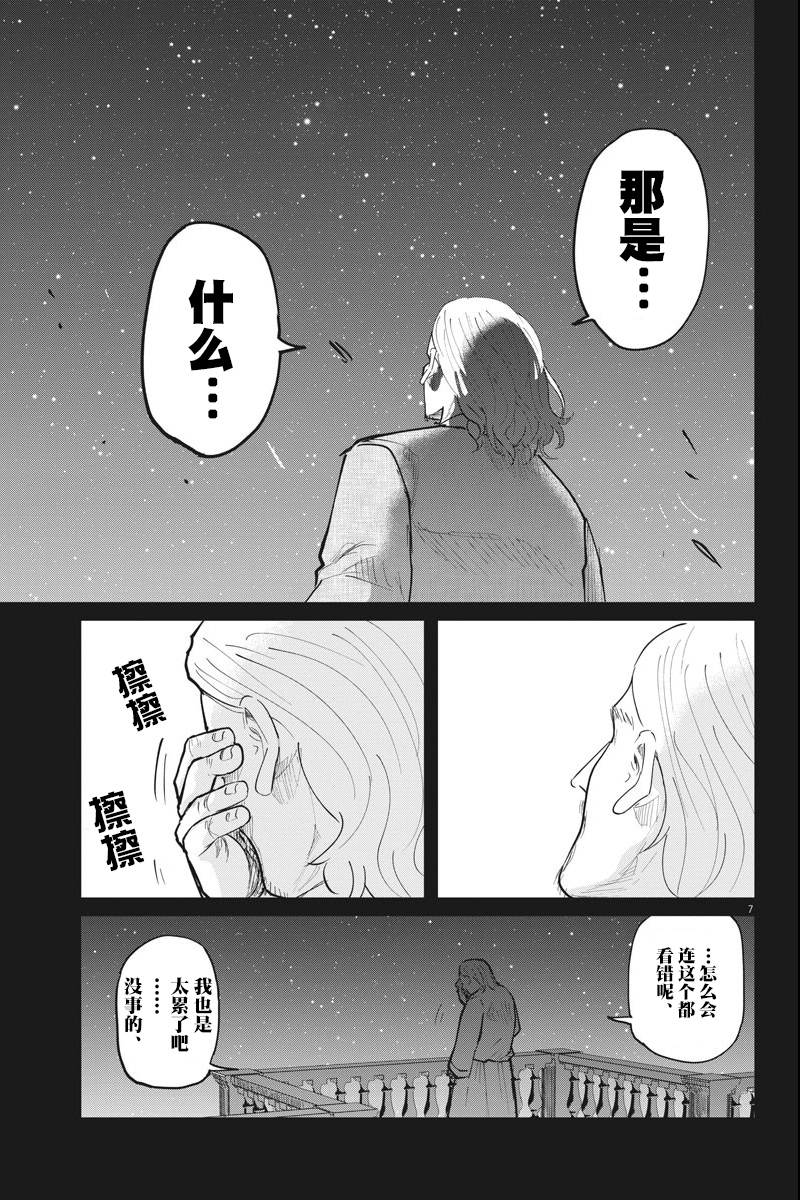 那是…
什么…
擦擦
擦擦
7
…怎么会
连这个都
看错呢、
我也是
太累了吧
……
没事的、